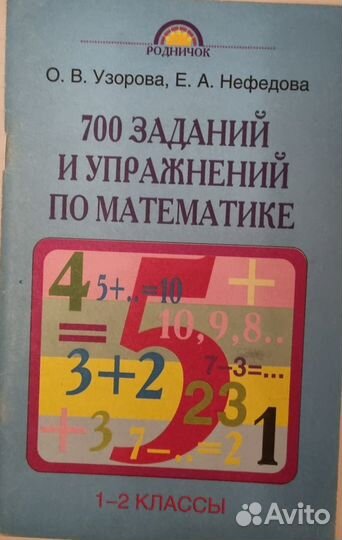 РОДНИЧОК
О. В. Узорова, Е. А. Нефедова
700 ЗАДАНИЙ
И УПРАЖНЕНИЙ
ПО МАТЕМАТИКЕ
4 5+..=10 +
= 5 10,9,8..
3+2 7–3=...
23
+3 7–..=2 1
1–2 КЛАССЫ
Avito